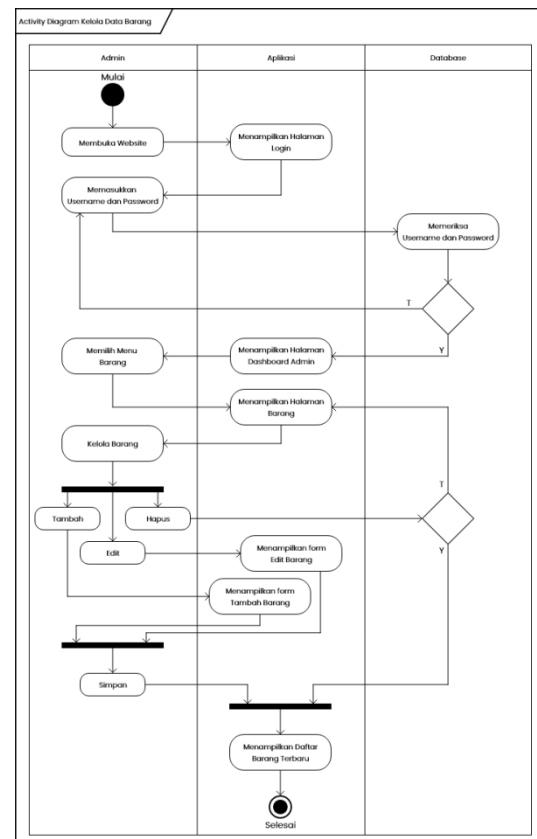 Activity Diagram Kelola Data Barang
Admin
Aplikasi
Database
Mulai
Membuka Website
Menampilkan Halaman
Login
Memasukkan
Username dan Password
Memeriksa
Username dan Password
T
Y
Memilih Menu
Barang
Menampilkan Halaman
Dashboard Admin
Menampilkan Halaman
Barang
Kelola Barang
T
Y
Tambah
Hapus
Edit
Menampilkan form
Edit Barang
Menampilkan form
Tambah Barang
Simpan
Menampilkan Daftar
Barang Terbaru
Selesai